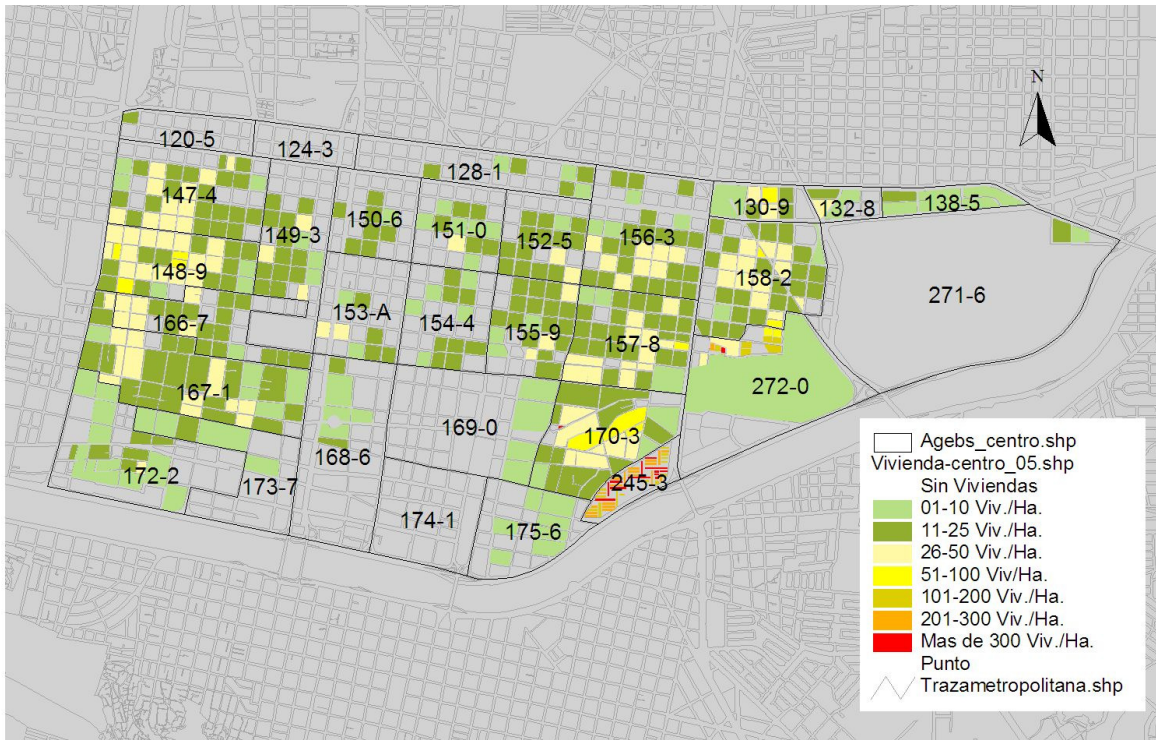 N
120-5
124-3
128-1
147-4
149-3
150-6
151-0
152-5
156-3
130-9
132-8
138-5
148-9
153-A
154-4
155-9
157-8
158-2
271-6
166-7
167-1
169-0
170-3
272-0
168-6
172-2
173-7
174-1
175-6
245-3
Agebs_centro.shp
Vivienda-centro_05.shp
Sin Viviendas
01-10 Viv./Ha.
11-25 Viv./Ha.
26-50 Viv./Ha.
51-100 Viv/Ha.
101-200 Viv./Ha.
201-300 Viv./Ha.
Mas de 300 Viv./Ha.
Punto
Trazametropolitana.shp